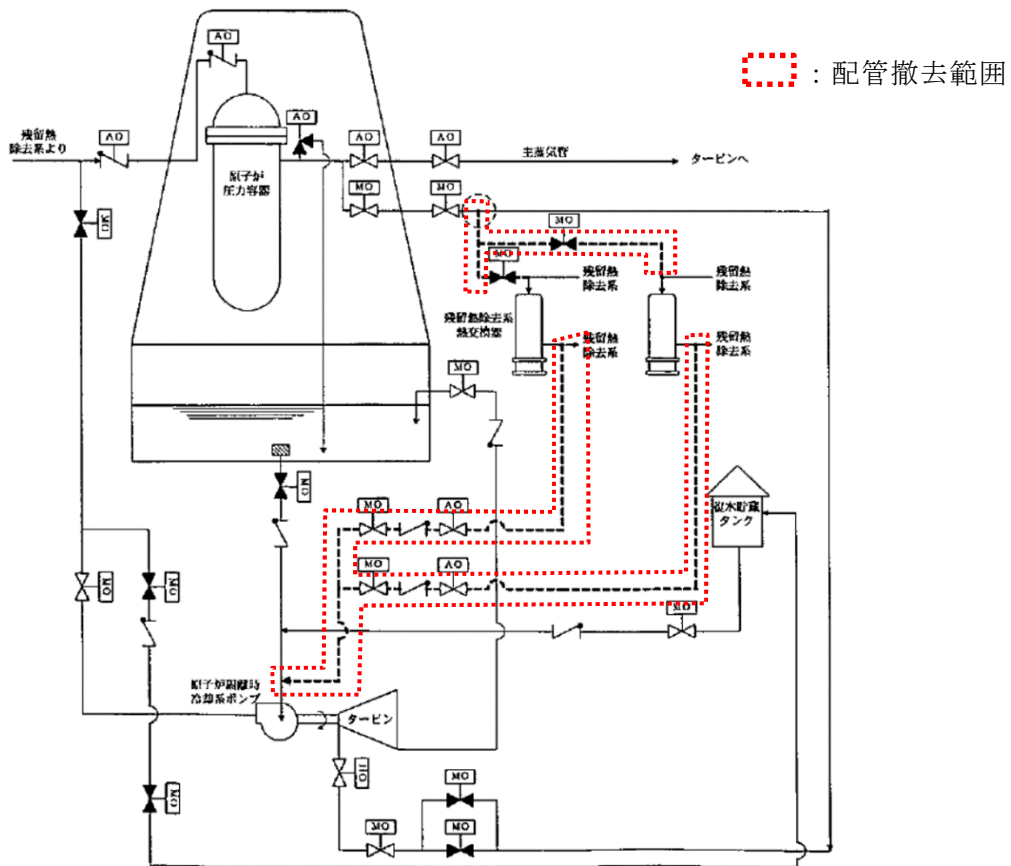 AO
：配管撤去範囲
AO
残留熱
除去系より
AO
AO
AO
主蒸気管
タービンへ
原子炉
圧力容器
MO
MO
MO
MO
MO
残留熱
除去系
残留熱
除去系
残留熱除去系
熱交換器
残留熱
除去系
残留熱
除去系
MO
MO
MO
AO
復水貯蔵
タンク
MO
AO
MO
MO
MO
原子炉隔離時
冷却系ポンプ
タービン
MO
MO
MO
MO
MO